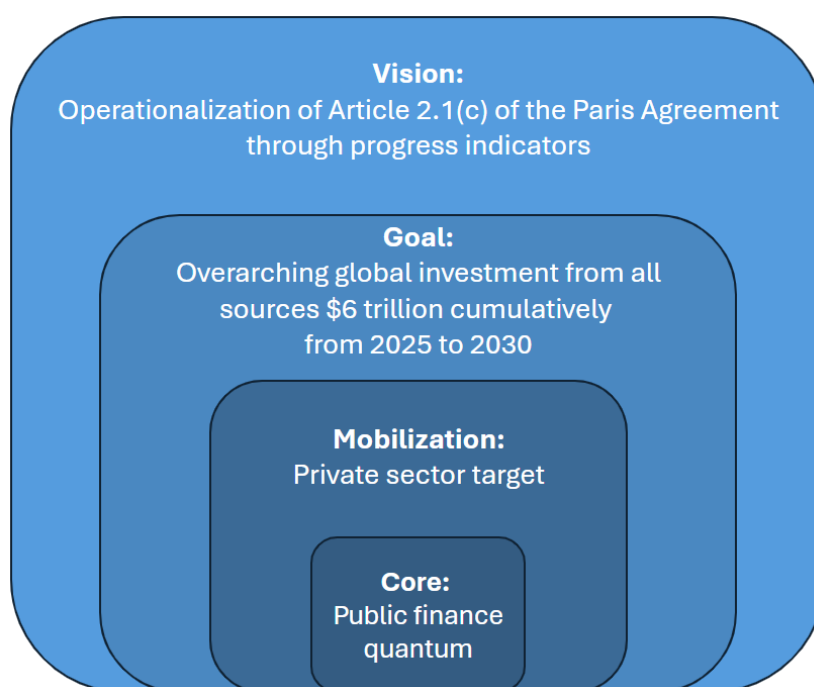 Vision:
Operationalization of Article 2.1(c) of the Paris Agreement
through progress indicators
Goal:
Overarching global investment from all
sources $6 trillion cumulatively
from 2025 to 2030
Mobilization:
Private sector target
Core:
Public finance
quantum